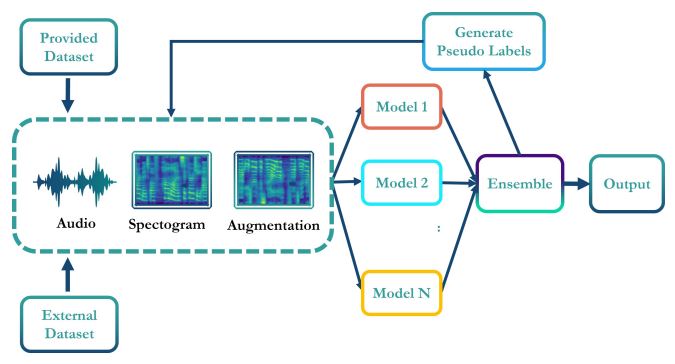 Provided
Dataset
Generate
Pseudo Labels
Model 1
Model 2
:
Model N
Ensemble
Output
Audio
Spectogram
Augmentation
External
Dataset